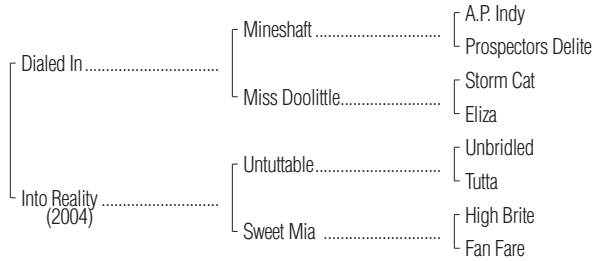 A.P. Indy
Mineshaft
Prospectors Delite
Dialed In
Storm Cat
Miss Doolittle
Eliza
Unbridled
Untuttable
Tutta
Into Reality
(2004)
High Brite
Sweet Mia
Fan Fare